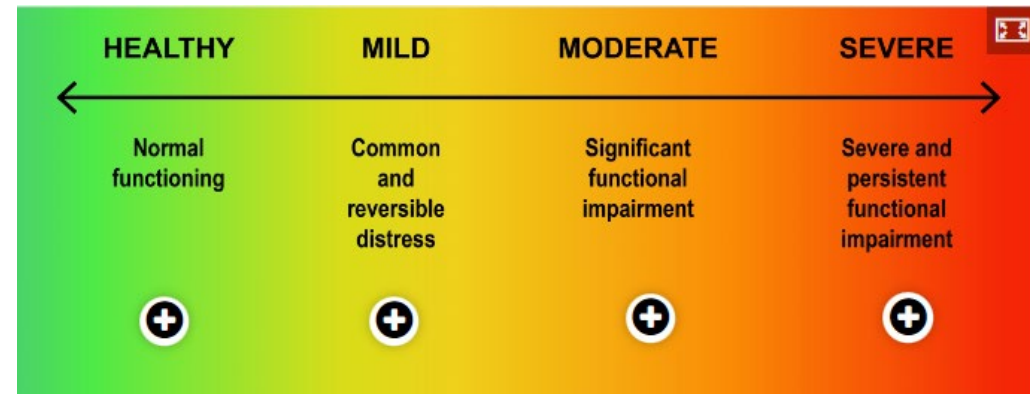 HEALTHY MILD MODERATE SEVERE
Normal
functioning
Common
and
reversible
distress
Significant
functional
impairment
Severe and
persistent
functional
impairment